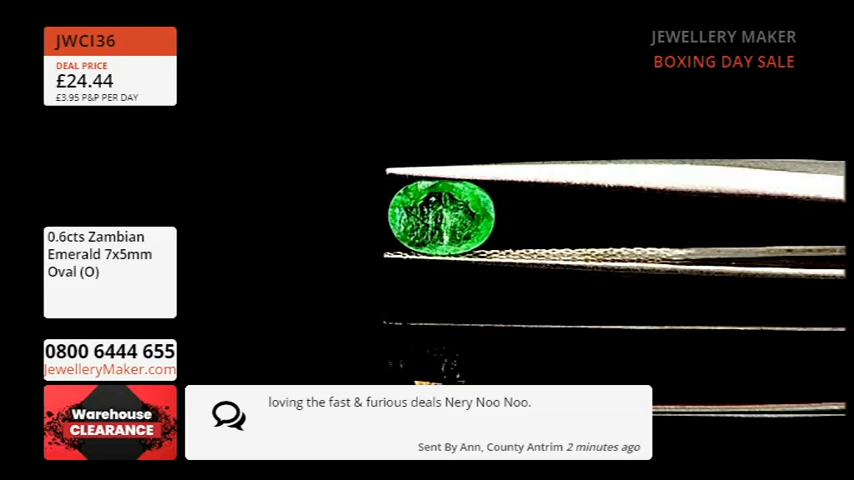 JWCI36
DEAL PRICE
£24.44
£3.95 P&P PER DAY
JEWELLERY MAKER
BOXING DAY SALE
0.6cts Zambian
Emerald 7x5mm
Oval (O)
0800 6444 655
JewelleryMaker.com
Warehouse
CLEARANCE
loving the fast & furious deals Nery Noo Noo.
Sent By Ann, County Antrim 2 minutes ago